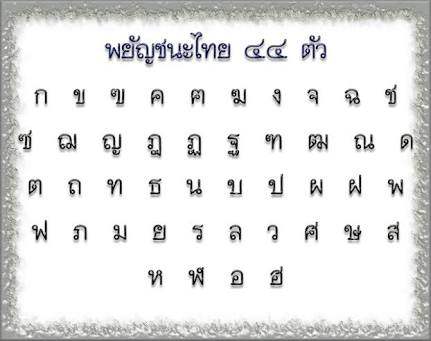 พยัญชนะไทย ๔๔ ตัว
ก ข ฃ ค ฅ ฆ ง จ ฉ ช
ซ ฌ ญ ฎ ฏ ฐ ฑ ฒ ณ ด
ต ถ ท ธ น บ ป ผ ฝ พ
ฟ ภ ม ย ร ล ว ศ ษ ส
ห ฬ อ ฮ